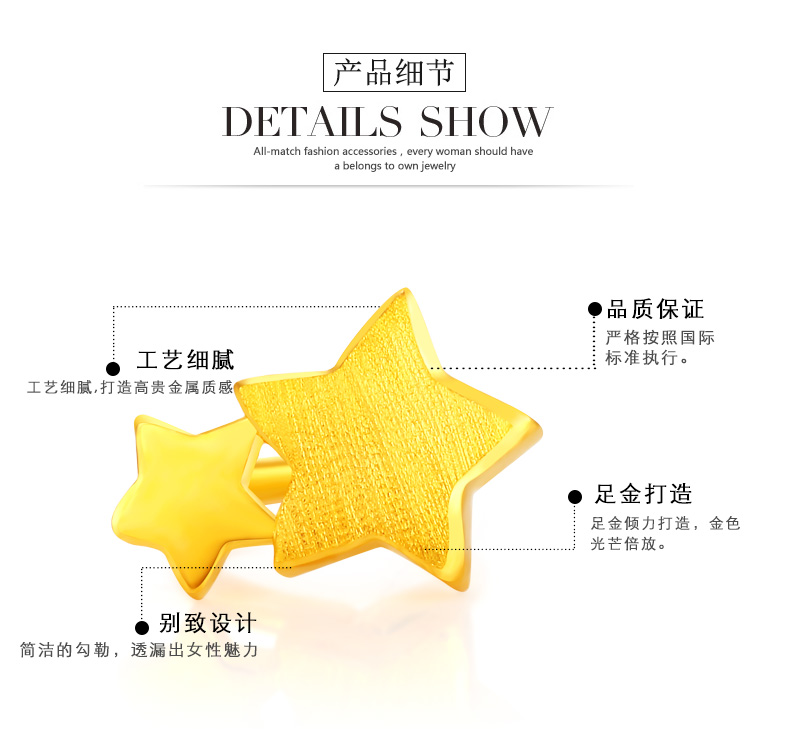 产品细节
DETAILS SHOW
All-match fashion accessories , every woman should have
a belongs to own jewelry
品质保证
严格按照国际
标准执行。
工艺细腻
工艺细腻,打造高贵金属质感
足金打造
足金倾力打造，金色
光芒倍放。
别致设计
简洁的勾勒，透漏出女性魅力